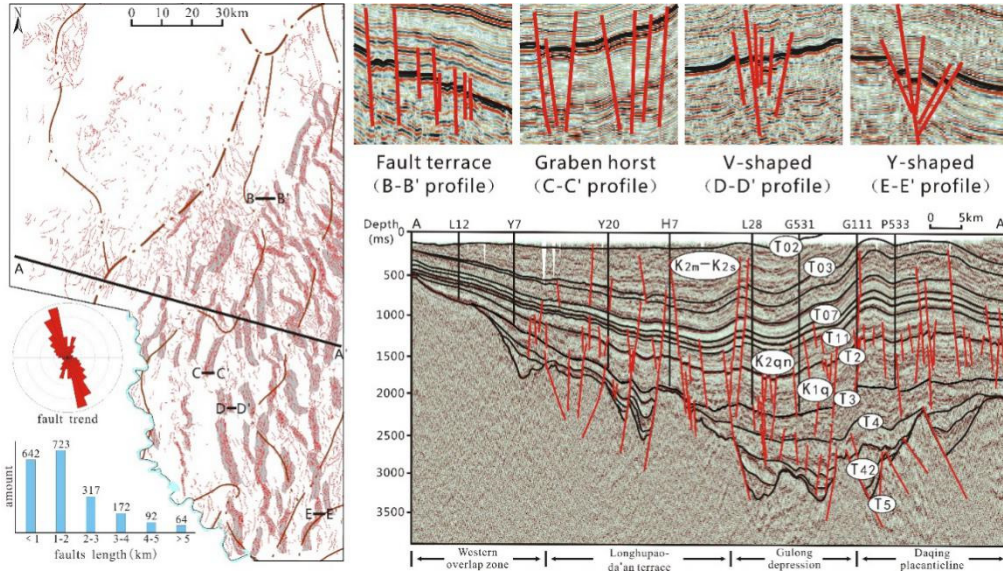 N
0 10 20 30km
B B'
A
A'
C C'
D D'
E E'
fault trend
amount
642
723
317
172
92
64
< 1
1-2
2-3
3-4
4-5
> 5
faults length(km)
Fault terrace
(B-B' profile)
Graben horst
(C-C' profile)
V-shaped
(D-D' profile)
Y-shaped
(E-E' profile)
Depth
(ms)
A L12 Y7 Y20 H7 L28 G531 G111 P533
0 5km
0
500
1000
1500
2000
2500
3000
3500
T02
K2m-K2s
T03
T07
T11
T2
K2qn
K1q
T3
T4
T42
T5
Western
overlap zone
Longhupao-
da'an terrace
Gulong
depression
Daqing
placanticline